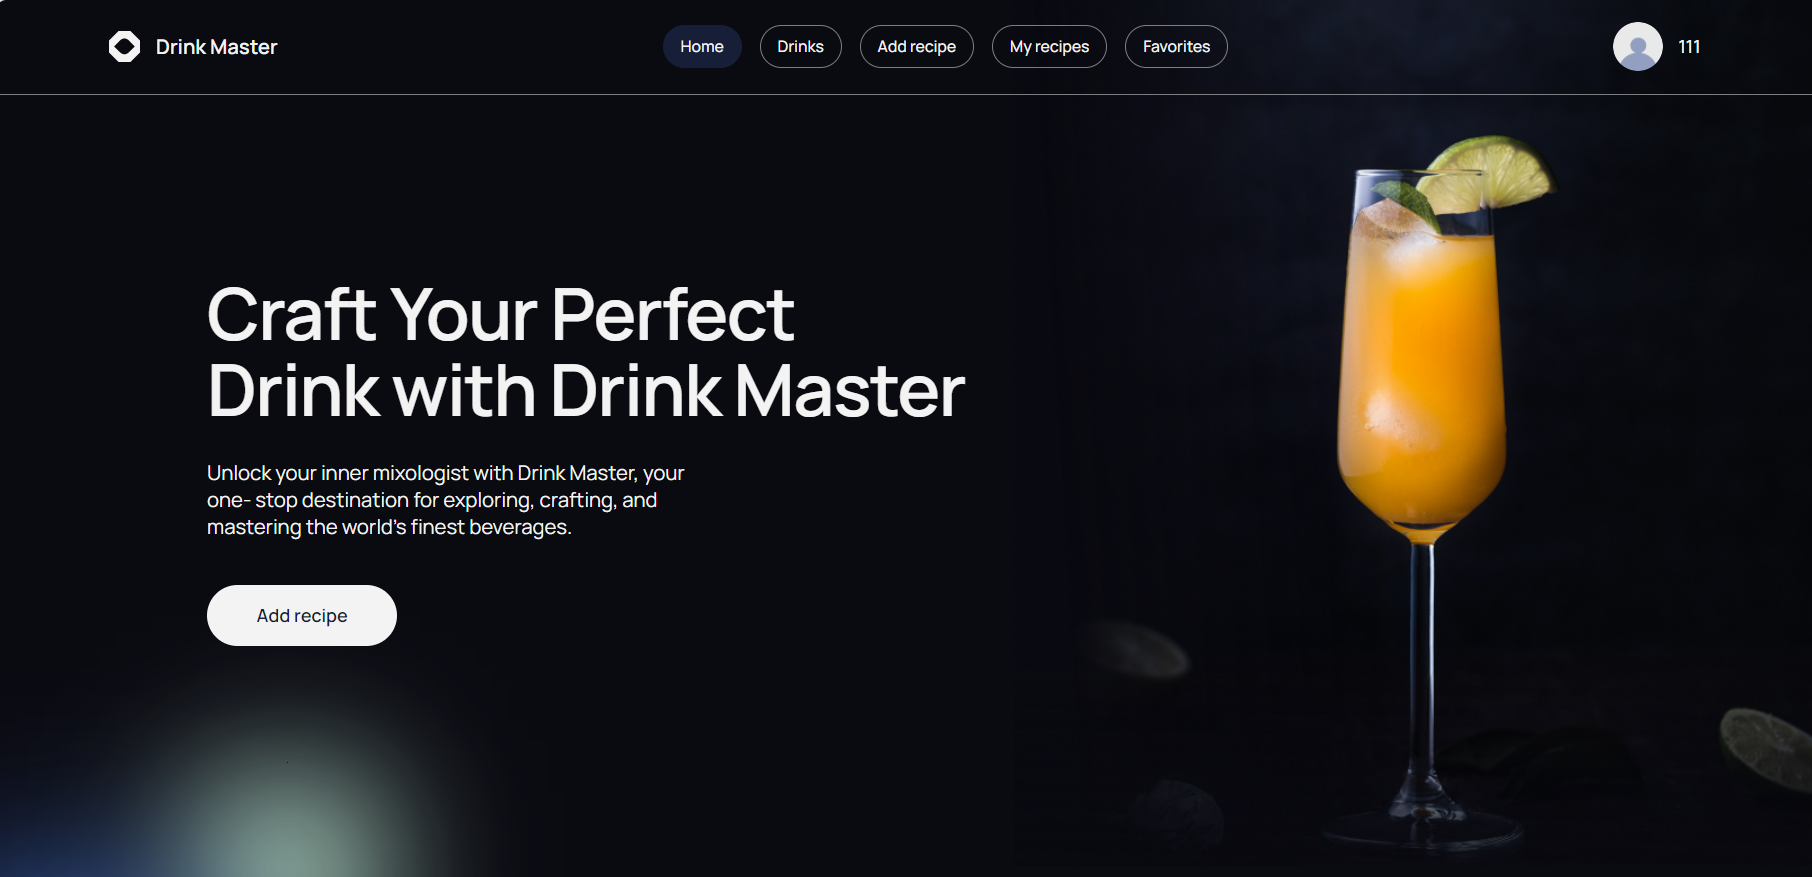 Drink Master
Home
Drinks
Add recipe
My recipes
Favorites
111
Craft Your Perfect
Drink with Drink Master
Unlock your inner mixologist with Drink Master, your
one- stop destination for exploring, crafting, and
mastering the world’s finest beverages.
Add recipe